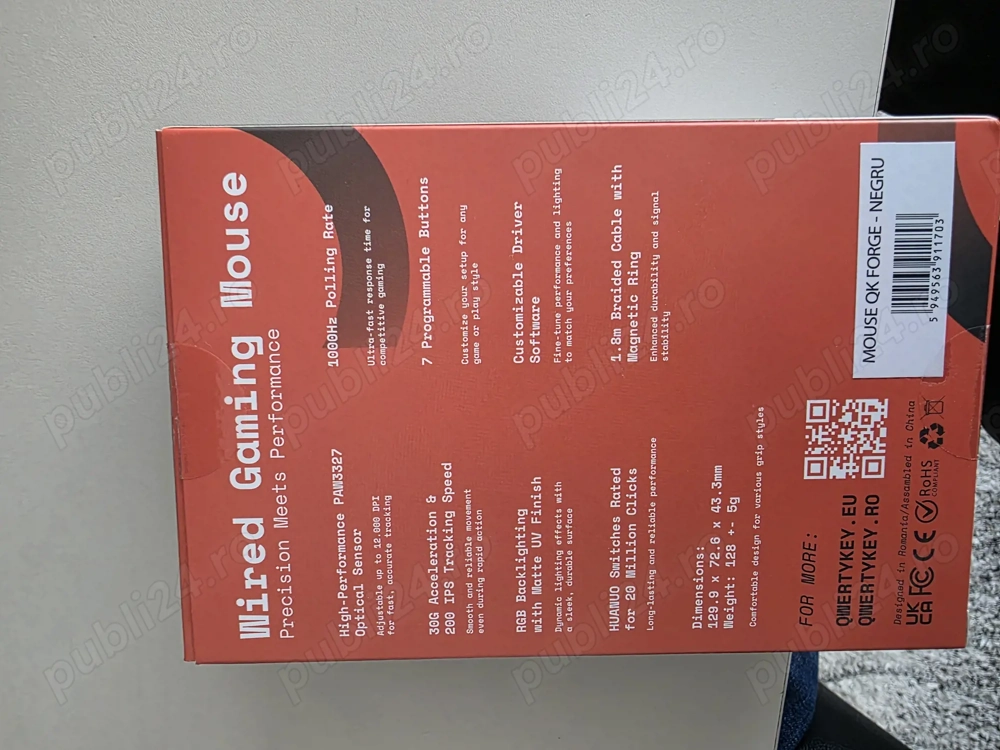 Wired Gaming Mouse
Precision Meets Performance
High-Performance PAW3327
Optical Sensor
Adjustable up to 12.000 DPI
for fast, accurate tracking
1000Hz Polling Rate
Ultra-fast response time for
competitive gaming
30G Acceleration &
200 IPS Tracking Speed
Smooth and reliable movement
even during rapid action
7 Programmable Buttons
Customize your setup for any
game or play style
RGB Backlighting
with Matte UV Finish
Dynamic lighting effects with
a sleek, durable surface
Customizable Driver
Software
Fine-tune performance and lighting
to match your preferences
HUANUO Switches Rated
for 20 Million Clicks
Long-lasting and reliable performance
1.8m Braided Cable with
Magnetic Ring
Enhanced durability and signal
stability
Dimensions:
129.9 x 72.6 x 43.3mm
Weight: 128 +- 5g
Comfortable design for various grip styles
FOR MORE:
QWERTYKEY.EU
QWERTYKEY.RO
Designed in Romania/Assembled in China
UK
CA
FC
CE
RoHS
COMPLIANT
MOUSE QK FORGE - NEGRU
5 949563 911703
publi24.ro